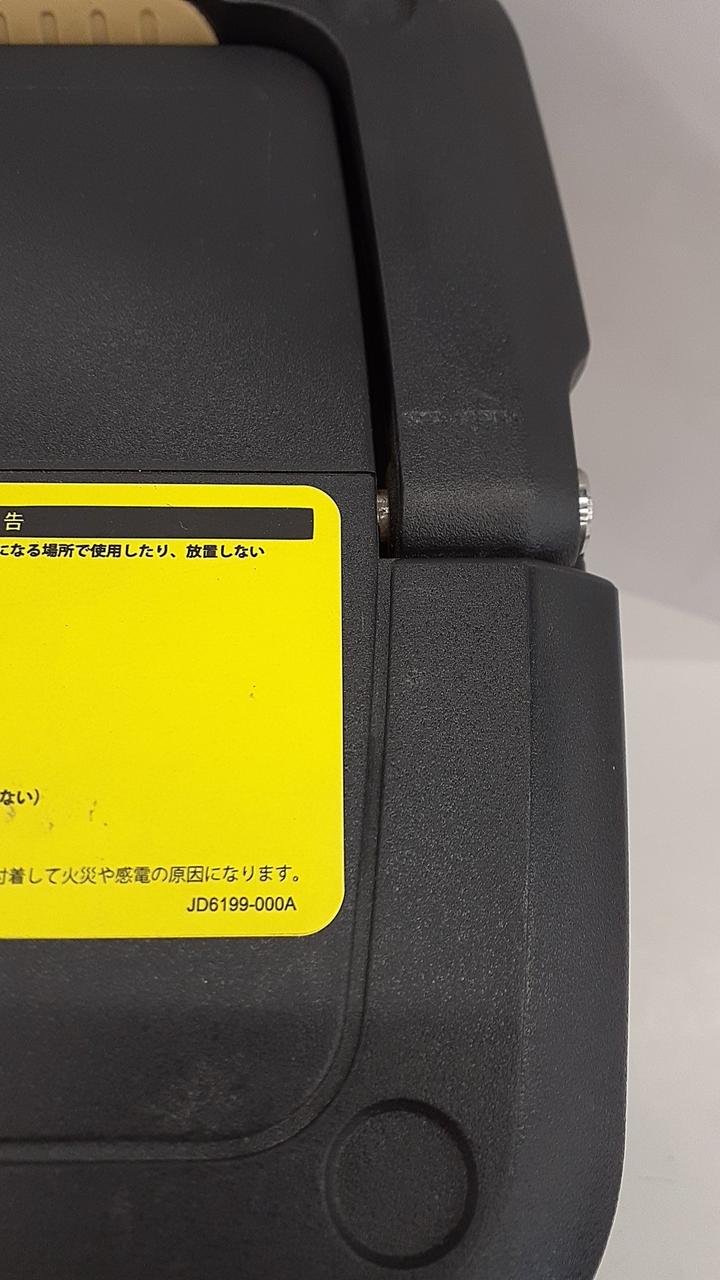 告
になる場所で使用したり、放置しない
ない）
付着して火災や感電の原因になります。
JD6199-000A